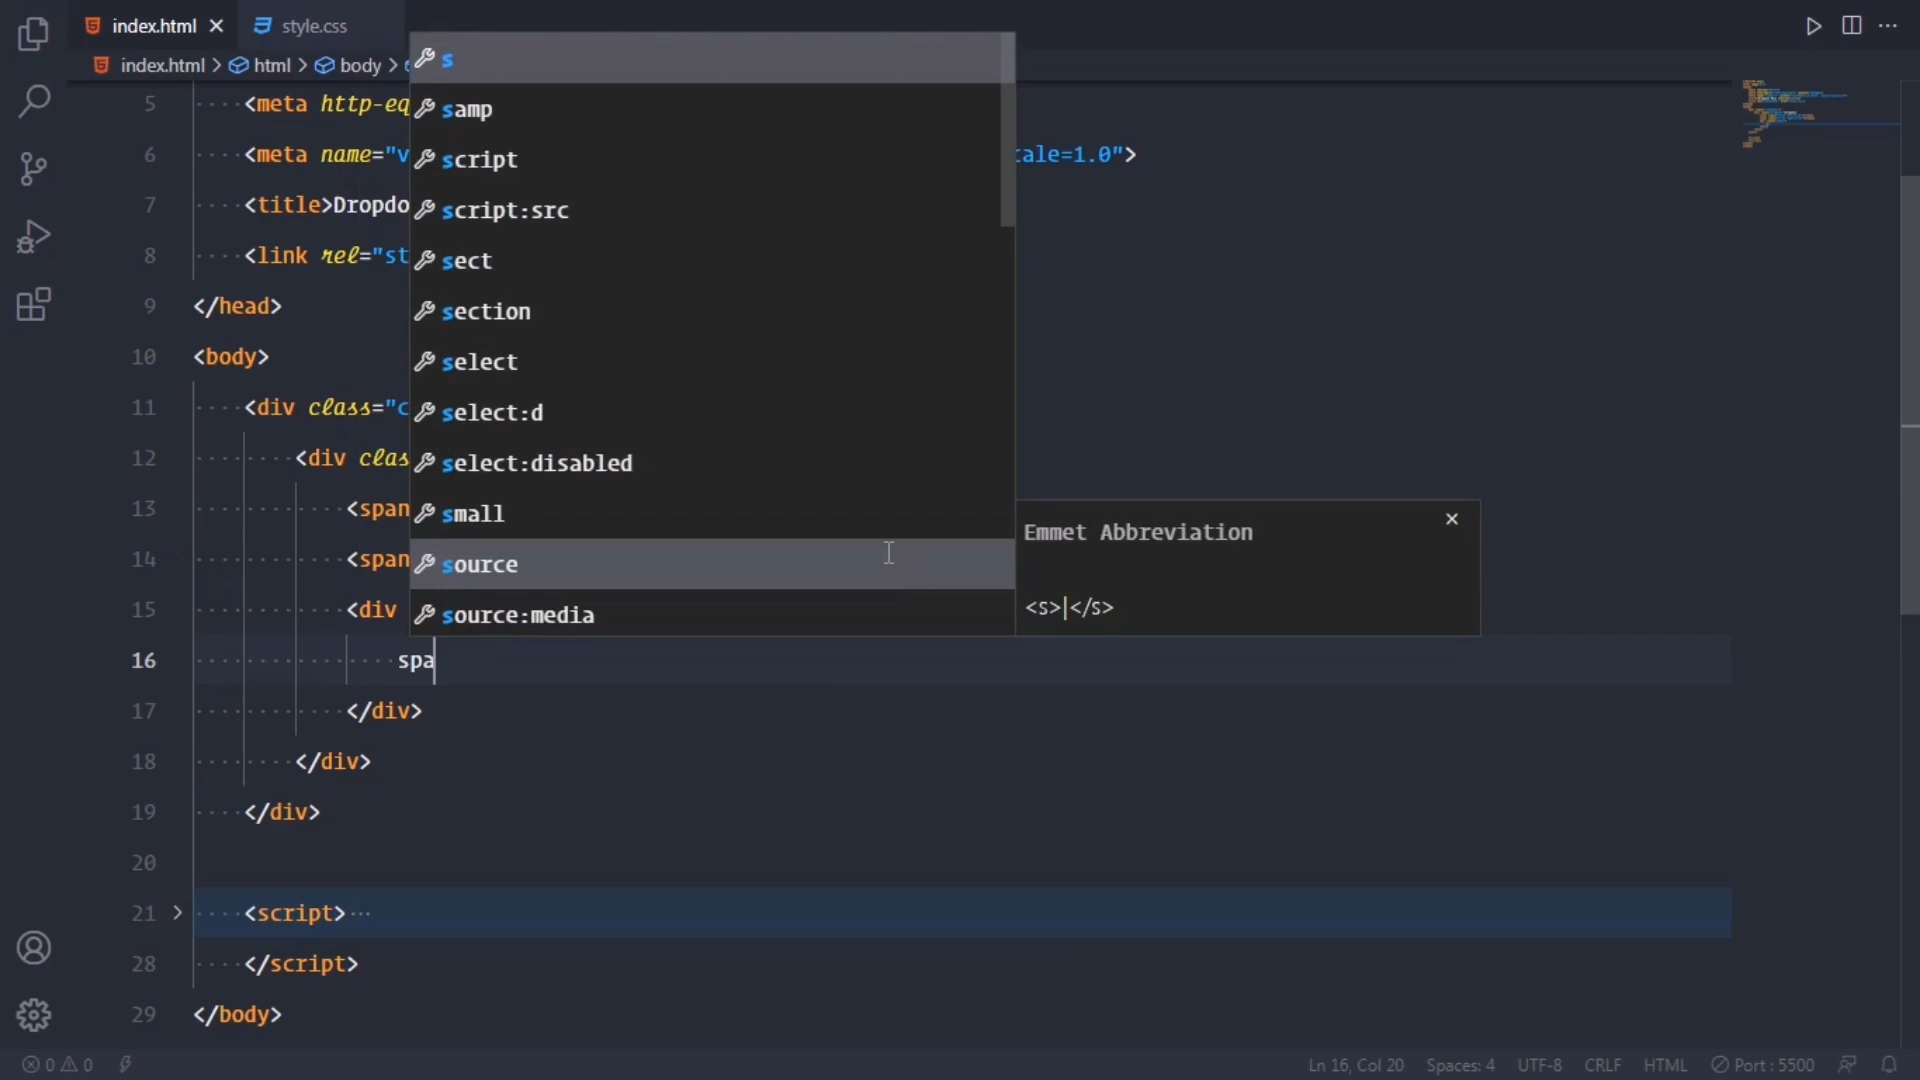 index.html
style.css
index.html > html > body >
5 <meta http-eq
6 <meta name="v cale=1.0">
7 <title>Dropdo
8 <link rel="st
9 </head>
10 <body>
11 <div class="c
12 <div clas
13 <span
14 <span
15 <div
16 spa
17 </div>
18 </div>
19 </div>
20
21 <script>
28 </script>
29 </body>
s
samp
script
script:src
sect
section
select
select:d
select:disabled
small
source
source:media
Emmet Abbreviation
<s>|</s>
0 0
Ln 16, Col 20 Spaces: 4 UTF-8 CRLF HTML Port : 5500